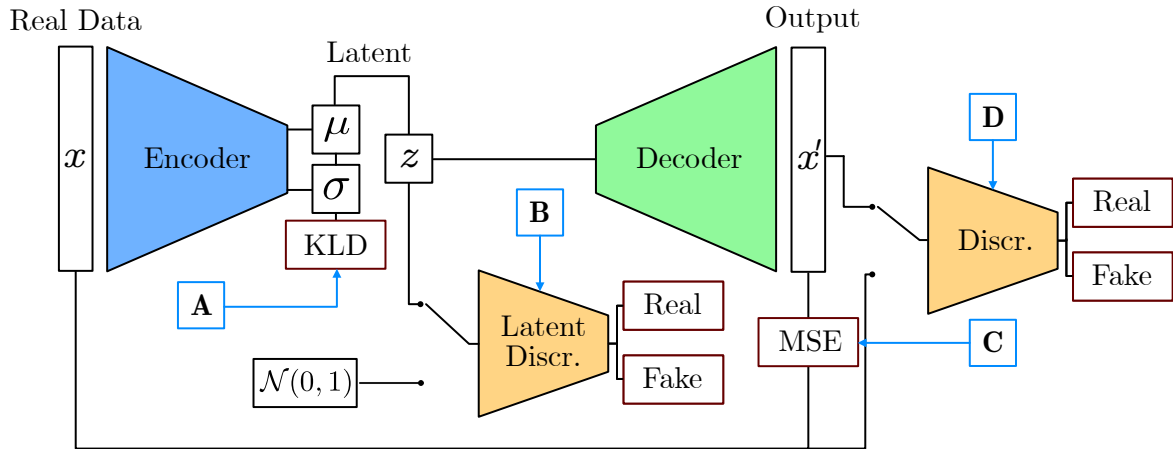 Real Data
Output
Latent
x
Encoder
μ
σ
KLD
z
Decoder
x′
A
B
C
D
Latent
Discr.
Real
Fake
𝒩(0, 1)
MSE
Discr.
Real
Fake